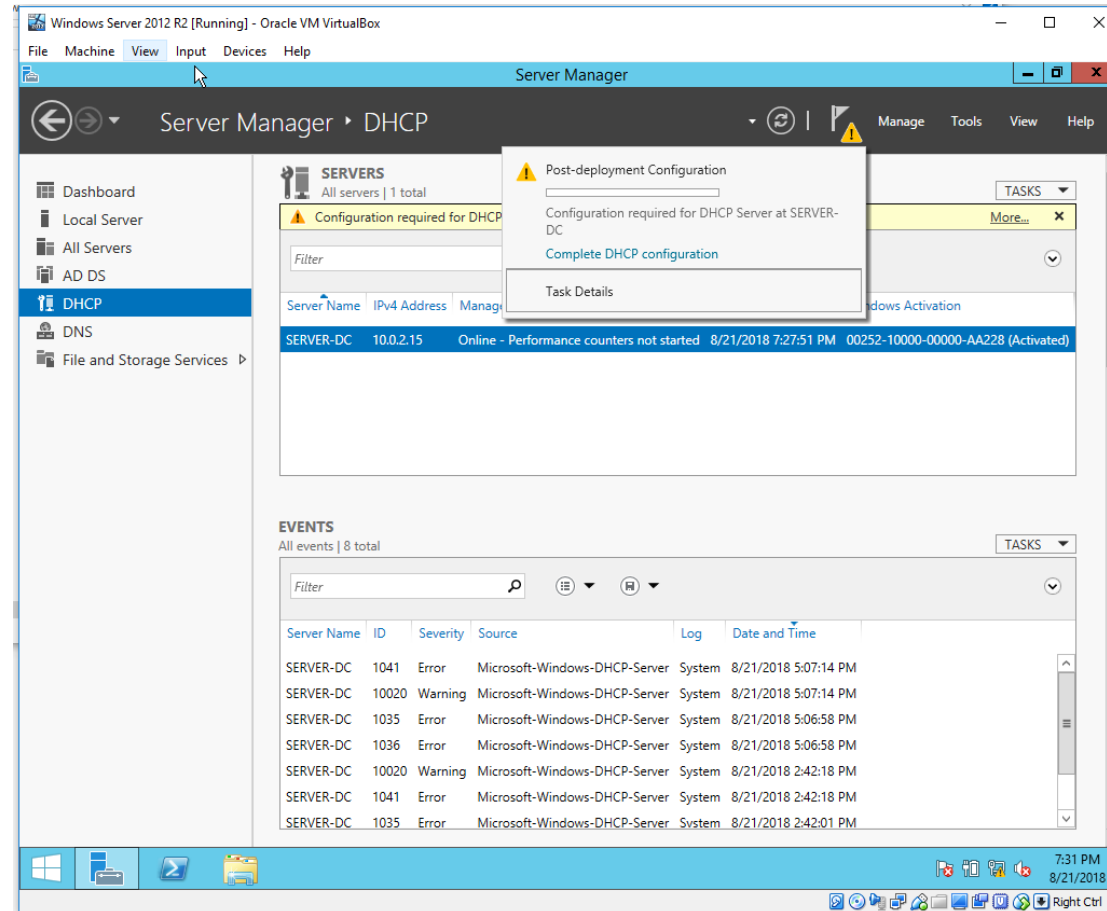 Windows Server 2012 R2 [Running] - Oracle VM VirtualBox
File Machine View Input Devices Help
Server Manager
Server Manager DHCP
Manage Tools View Help
Dashboard
Local Server
All Servers
AD DS
DHCP
DNS
File and Storage Services
SERVERS
All servers | 1 total
TASKS
Configuration required for DHCP
More...
Filter
Post-deployment Configuration
Configuration required for DHCP Server at SERVER-
DC
Complete DHCP configuration
Task Details
Server Name IPv4 Address Activation
SERVER-DC 10.0.2.15 Online - Performance counters not started 8/21/2018 7:27:51 PM 00252-10000-00000-AA228 (Activated)
EVENTS
All events | 8 total
TASKS
Filter
Server Name ID Severity Source Log Date and Time
SERVER-DC 1041 Error Microsoft-Windows-DHCP-Server System 8/21/2018 5:07:14 PM
SERVER-DC 10020 Warning Microsoft-Windows-DHCP-Server System 8/21/2018 5:07:14 PM
SERVER-DC 1035 Error Microsoft-Windows-DHCP-Server System 8/21/2018 5:06:58 PM
SERVER-DC 1036 Error Microsoft-Windows-DHCP-Server System 8/21/2018 5:06:58 PM
SERVER-DC 10020 Warning Microsoft-Windows-DHCP-Server System 8/21/2018 2:42:18 PM
SERVER-DC 1041 Error Microsoft-Windows-DHCP-Server System 8/21/2018 2:42:18 PM
SERVER-DC 1035 Error Microsoft-Windows-DHCP-Server System 8/21/2018 2:42:01 PM
7:31 PM
8/21/2018
Right Ctrl